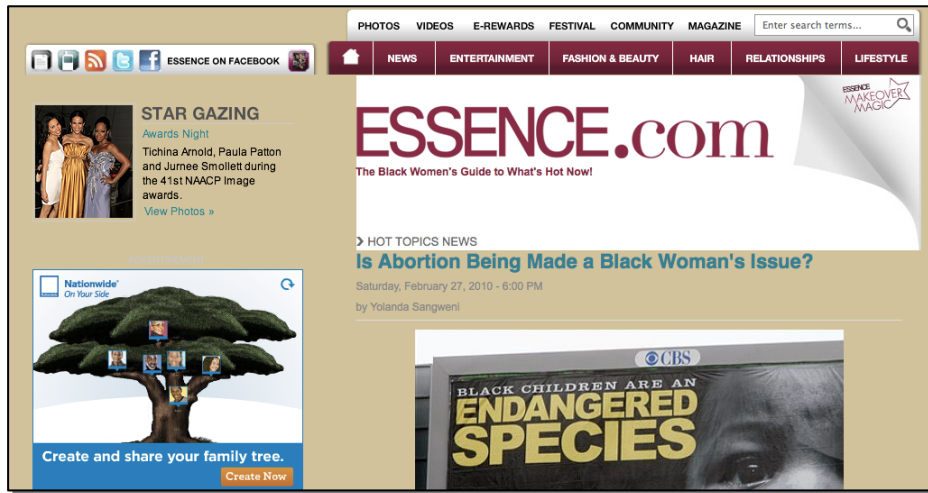 PHOTOS VIDEOS E-REWARDS FESTIVAL COMMUNITY MAGAZINE Enter search terms...
ESSENCE ON FACEBOOK
NEWS ENTERTAINMENT FASHION & BEAUTY HAIR RELATIONSHIPS LIFESTYLE
STAR GAZING
Awards Night
Tichina Arnold, Paula Patton
and Jurnee Smollett during
the 41st NAACP Image
awards.
View Photos »
ESSENCE
MAKEOVER
MAGIC
ESSENCE.com
The Black Women's Guide to What's Hot Now!
HOT TOPICS NEWS
Is Abortion Being Made a Black Woman's Issue?
Saturday, February 27, 2010 - 6:00 PM
by Yolanda Sangweni
ADVERTISEMENT
Nationwide®
On Your Side
Create and share your family tree.
Create Now
CBS
BLACK CHILDREN ARE AN
ENDANGERED
SPECIES